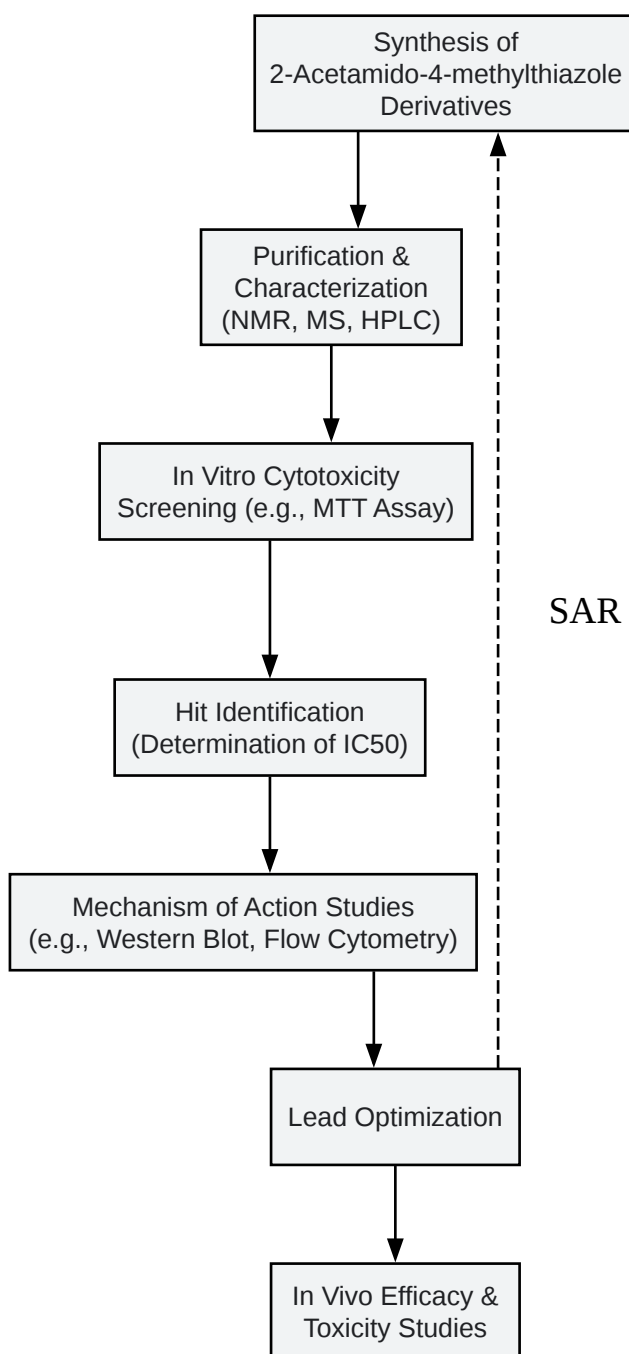 Synthesis of
2-Acetamido-4-methylthiazole
Derivatives
Purification &
Characterization
(NMR, MS, HPLC)
In Vitro Cytotoxicity
Screening (e.g., MTT Assay)
SAR
Hit Identification
(Determination of IC50)
Mechanism of Action Studies
(e.g., Western Blot, Flow Cytometry)
Lead Optimization
In Vivo Efficacy &
Toxicity Studies